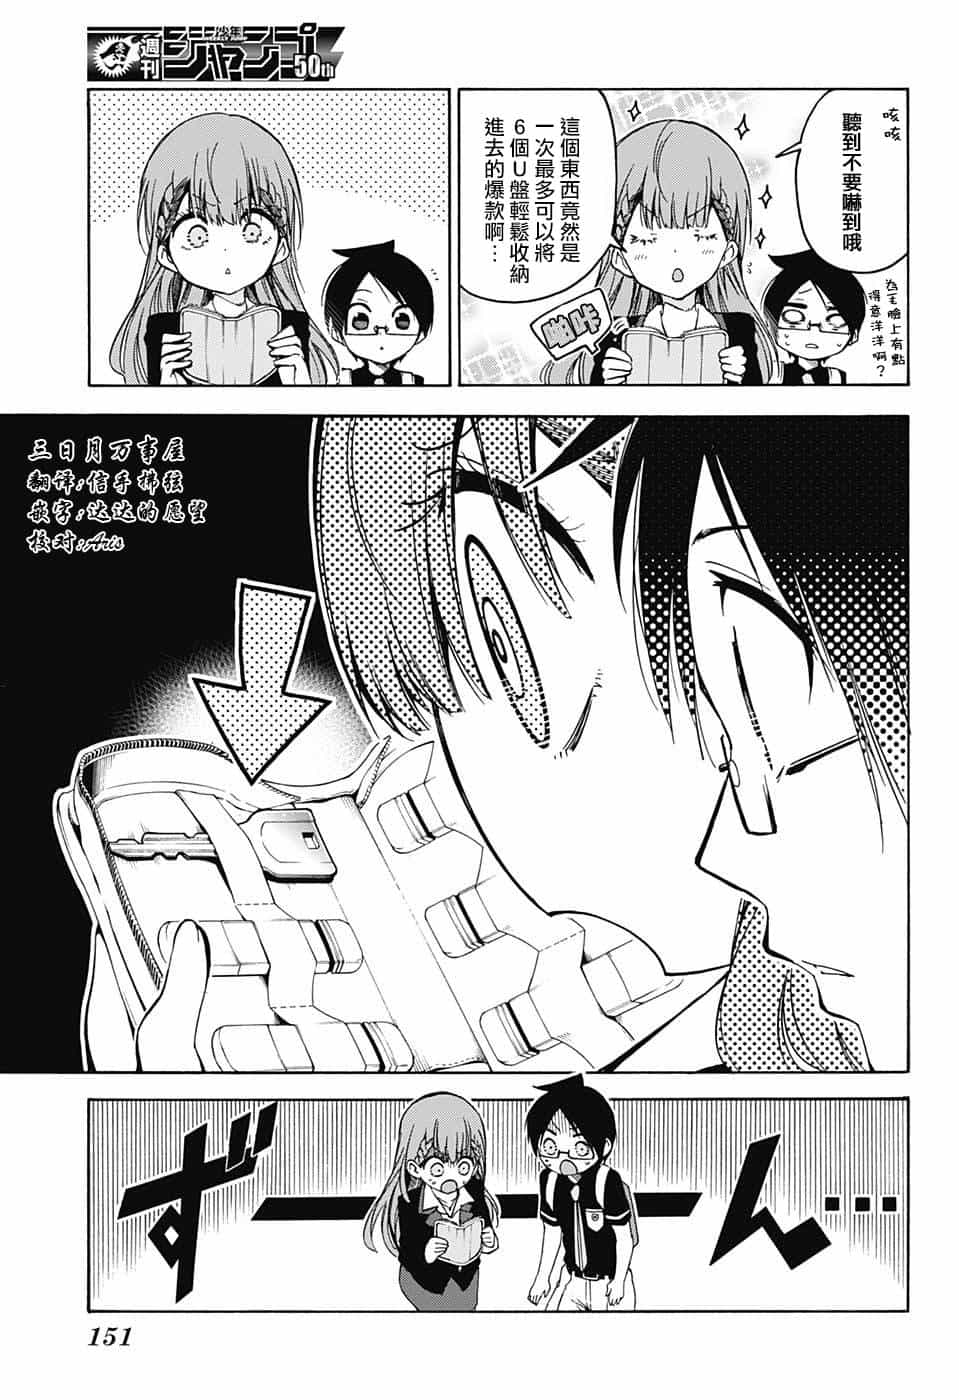 週刊
少年
ジャンプ
50th
咳咳
聽到不要嚇到哦
為毛臉上有點
得意洋洋啊？
這個東西竟然是
一次最多可以將
6個U盤輕鬆收納
進去的爆款啊…
啪咔
三日月万事屋
翻译:信手拂弦
嵌字:达达的愿望
校对:Aris
ずーーん…
151